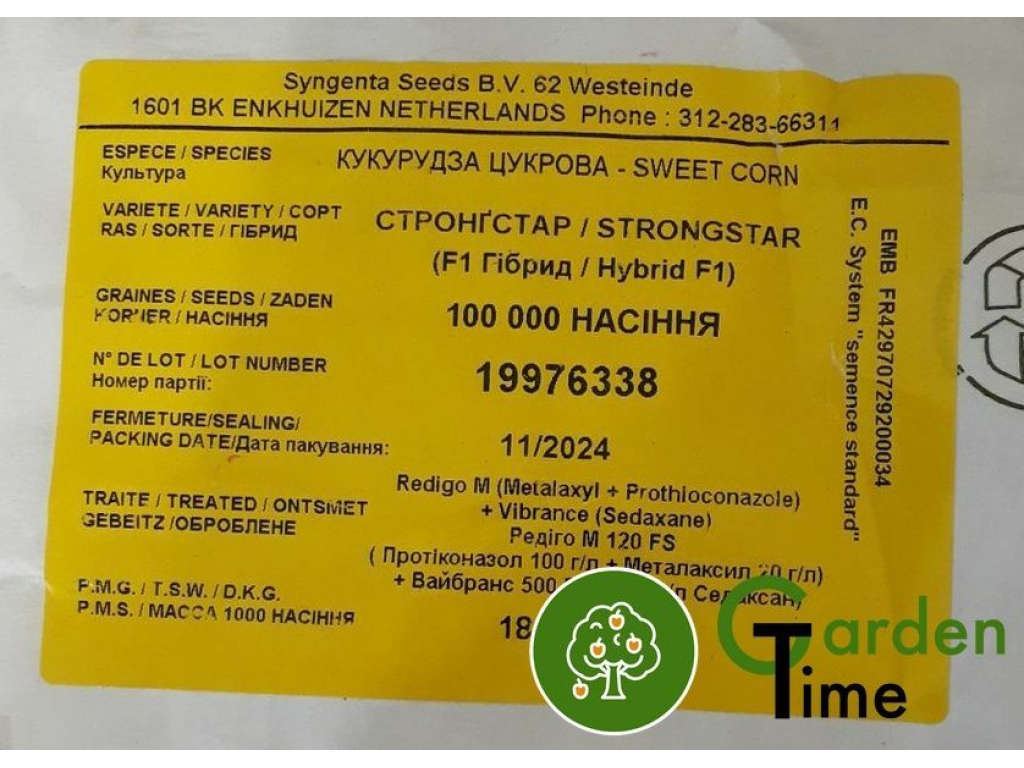 Syngenta Seeds B.V. 62 Westeinde
1601 BK ENKHUIZEN NETHERLANDS Phone : 312-283-66311
ESPECE / SPECIES
Культура
КУКУРУДЗА ЦУКРОВА - SWEET CORN
VARIETE / VARIETY / СОРТ
RAS / SORTE / ГІБРИД
СТРОНҐСТАР / STRONGSTAR
(F1 Гібрид / Hybrid F1)
GRAINES / SEEDS / ZADEN
KORNER / НАСІННЯ
100 000 НАСІННЯ
N° DE LOT / LOT NUMBER
Номер партії:
19976338
FERMETURE/SEALING/
PACKING DATE/Дата пакування:
11/2024
TRAITE / TREATED / ONTSMET
GEBEITZ /ОБРОБЛЕНЕ
Redigo M (Metalaxyl + Prothioconazole)
+ Vibrance (Sedaxane)
Редіго М 120 FS
( Протіконазол 100 г/л + Металаксил 20 г/л)
+ Вайбранс 500 Седаксан)
P.M.G. / T.S.W. / D.K.G.
P.M.S. / МАССА 1000 НАСІННЯ
18
EMB FR42970729200034
E.C. System "semence standard"
Garden
Time